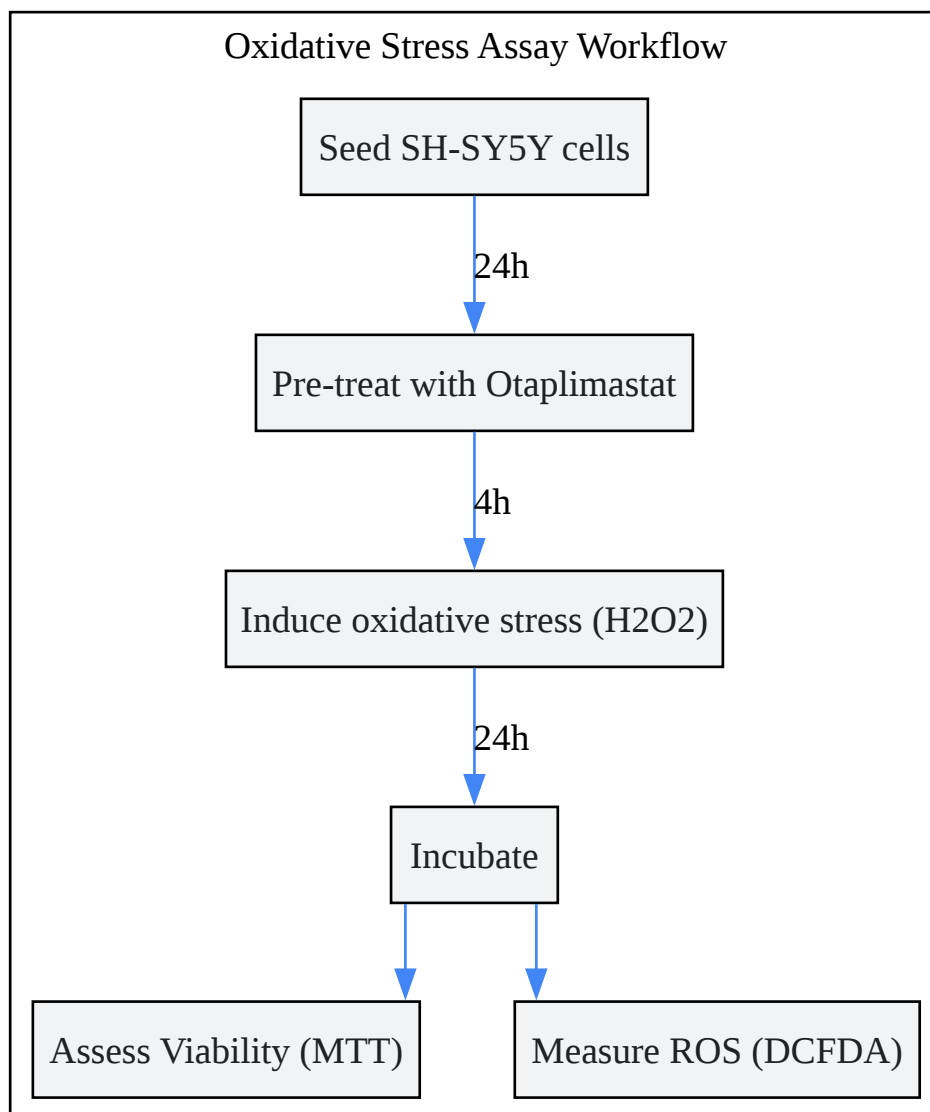 Oxidative Stress Assay Workflow
Seed SH-SY5Y cells
24h
Pre-treat with Otaplimastat
4h
Induce oxidative stress (H2O2)
24h
Incubate
Assess Viability (MTT)
Measure ROS (DCFDA)